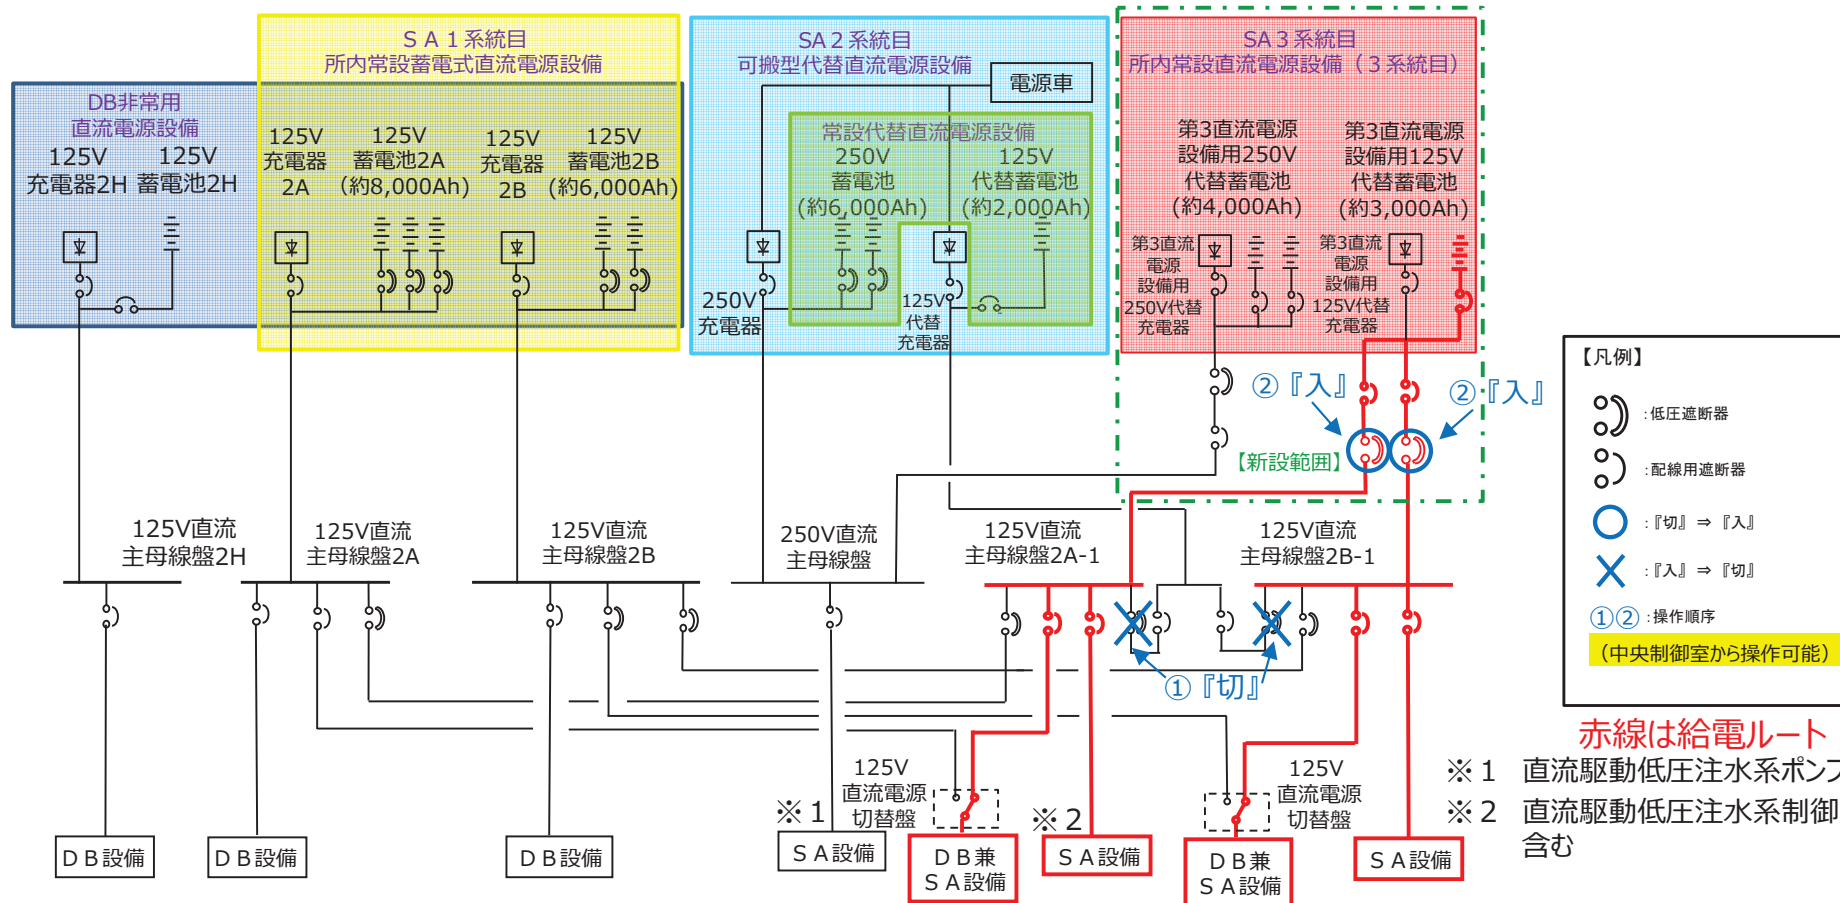 ＳＡ１系統目
所内常設蓄電式直流電源設備
SA２系統目
可搬型代替直流電源設備
電源車
SA３系統目
所内常設直流電源設備（３系統目）
DB非常用
直流電源設備
125V
充電器2H
125V
蓄電池2H
125V
充電器
2A
125V
蓄電池2A
(約8,000Ah)
125V
充電器
2B
125V
蓄電池2B
(約6,000Ah)
常設代替直流電源設備
250V
蓄電池
(約6,000Ah)
125V
代替蓄電池
(約2,000Ah)
250V
充電器
125V
代替
充電器
第3直流電源
設備用250V
代替蓄電池
(約4,000Ah)
第3直流電源
設備用125V
代替蓄電池
(約3,000Ah)
第3直流
電源
設備用
250V代替
充電器
第3直流
電源
設備用
125V代替
充電器
②『入』
②『入』
【新設範囲】
125V直流
主母線盤2H
125V直流
主母線盤2A
125V直流
主母線盤2B
250V直流
主母線盤
125V直流
主母線盤2A-1
125V直流
主母線盤2B-1
①『切』
125V
直流電源
切替盤
125V
直流電源
切替盤
※１
※２
ＤＢ設備
ＤＢ設備
ＤＢ設備
ＳＡ設備
ＤＢ兼
ＳＡ設備
ＳＡ設備
ＤＢ兼
ＳＡ設備
ＳＡ設備
【凡例】
：低圧遮断器
：配線用遮断器
：『切』⇒『入』
：『入』⇒『切』
①②：操作順序
（中央制御室から操作可能）
赤線は給電ルート
※１ 直流駆動低圧注水系ポンプ
※２ 直流駆動低圧注水系制御
含む